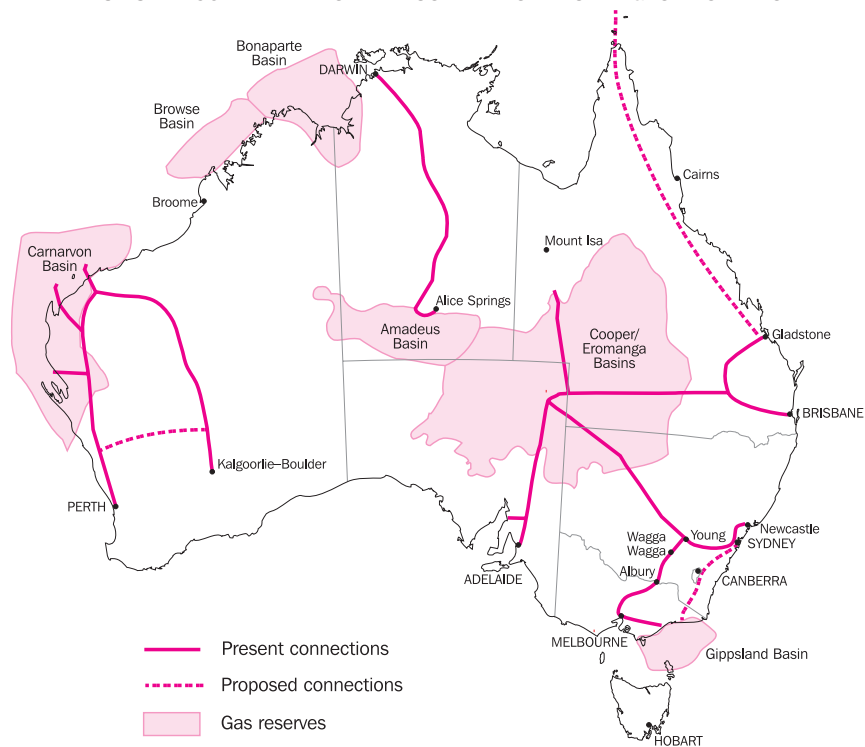 Bonaparte
Basin
DARWIN
Browse
Basin
Cairns
Broome
Mount Isa
Carnarvon
Basin
Alice Springs
Amadeus
Basin
Cooper/
Eromanga
Basins
Gladstone
BRISBANE
Kalgoorlie–Boulder
PERTH
Newcastle
Young
Wagga
Wagga
SYDNEY
ADELAIDE
Albury
CANBERRA
MELBOURNE
Gippsland Basin
Present connections
Proposed connections
Gas reserves
HOBART